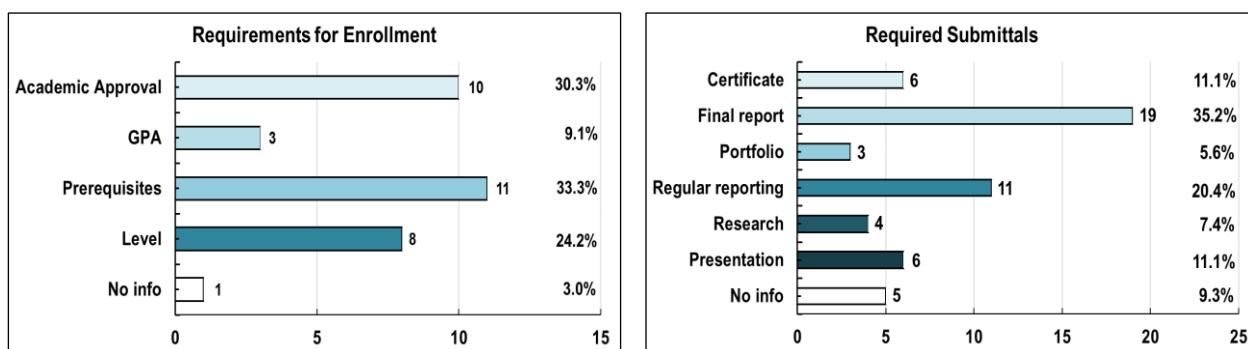 Requirements for Enrollment
Academic Approval 10 30.3%
GPA 3 9.1%
Prerequisites 11 33.3%
Level 8 24.2%
No info 1 3.0%
0 5 10 15
Required Submittals
Certificate 6 11.1%
Final report 19 35.2%
Portfolio 3 5.6%
Regular reporting 11 20.4%
Research 4 7.4%
Presentation 6 11.1%
No info 5 9.3%
0 5 10 15 20 25